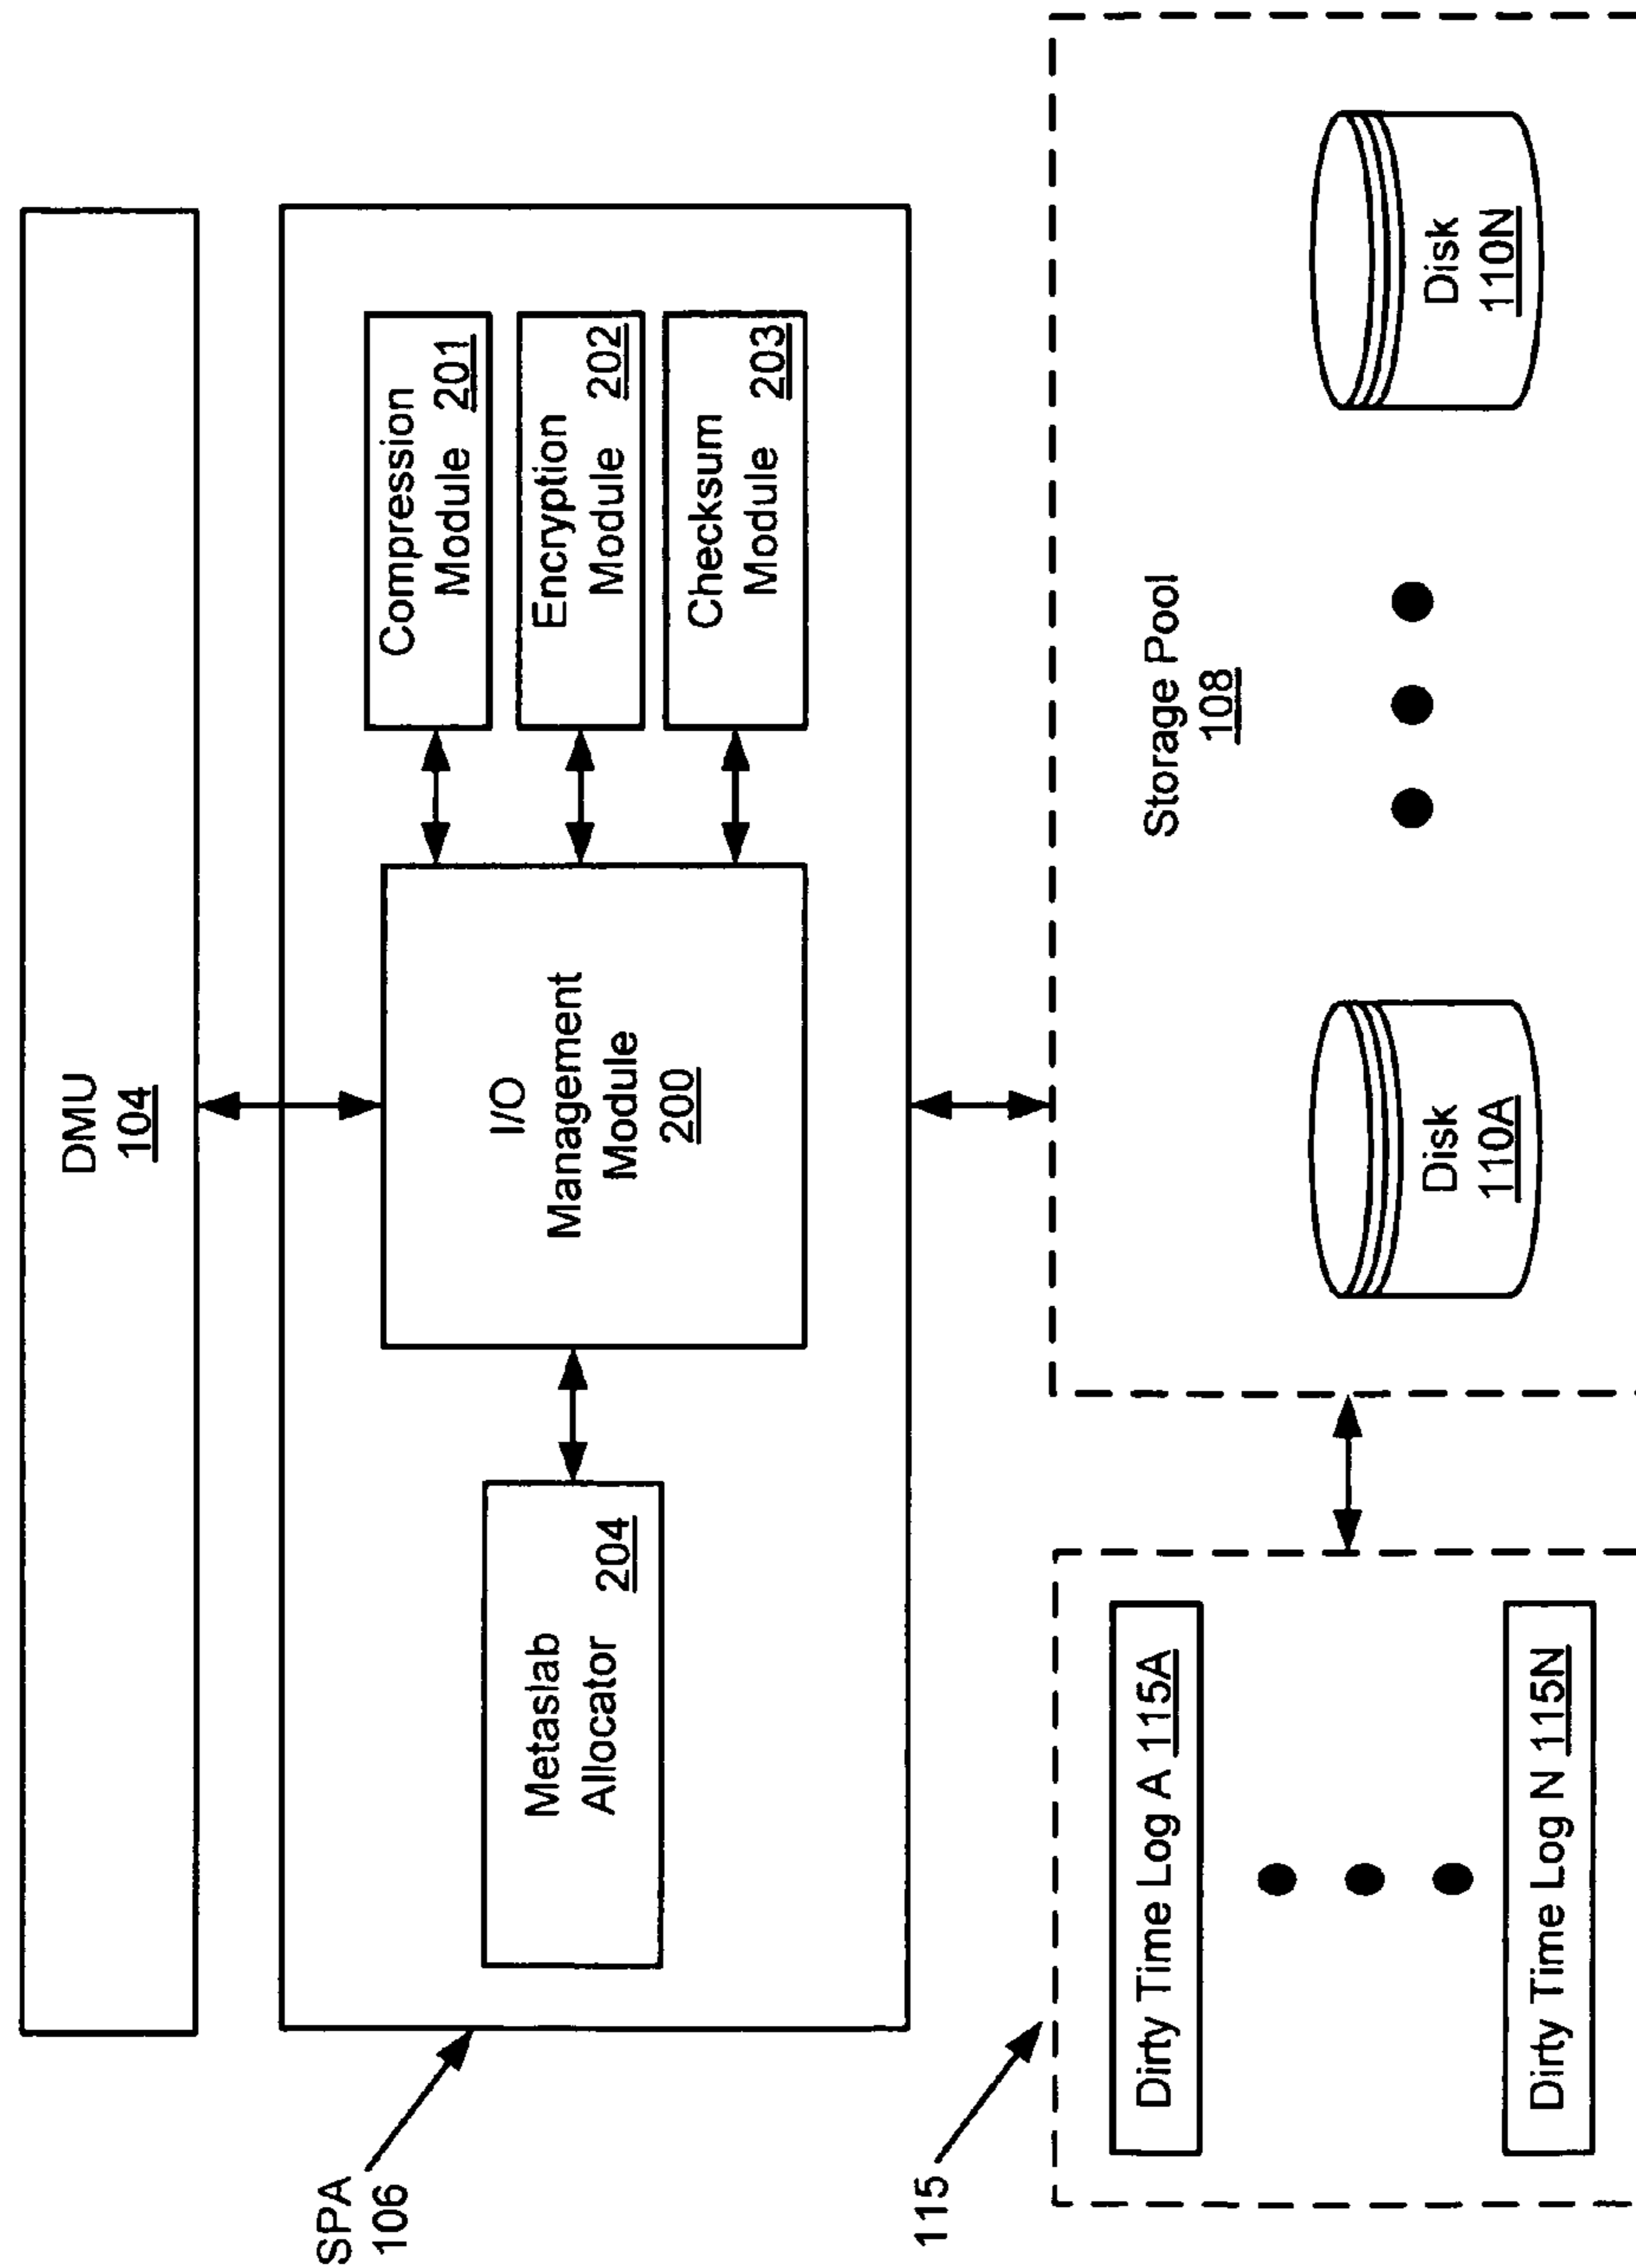 DMU
104
SPA
106
I/O
Management
Module
200
Metaslab
Allocator 204
Compression
Module 201
Encryption
Module 202
Checksum
Module 203
115
Dirty Time Log A 115A
Dirty Time Log N 115N
Storage Pool
108
Disk
110A
Disk
110N